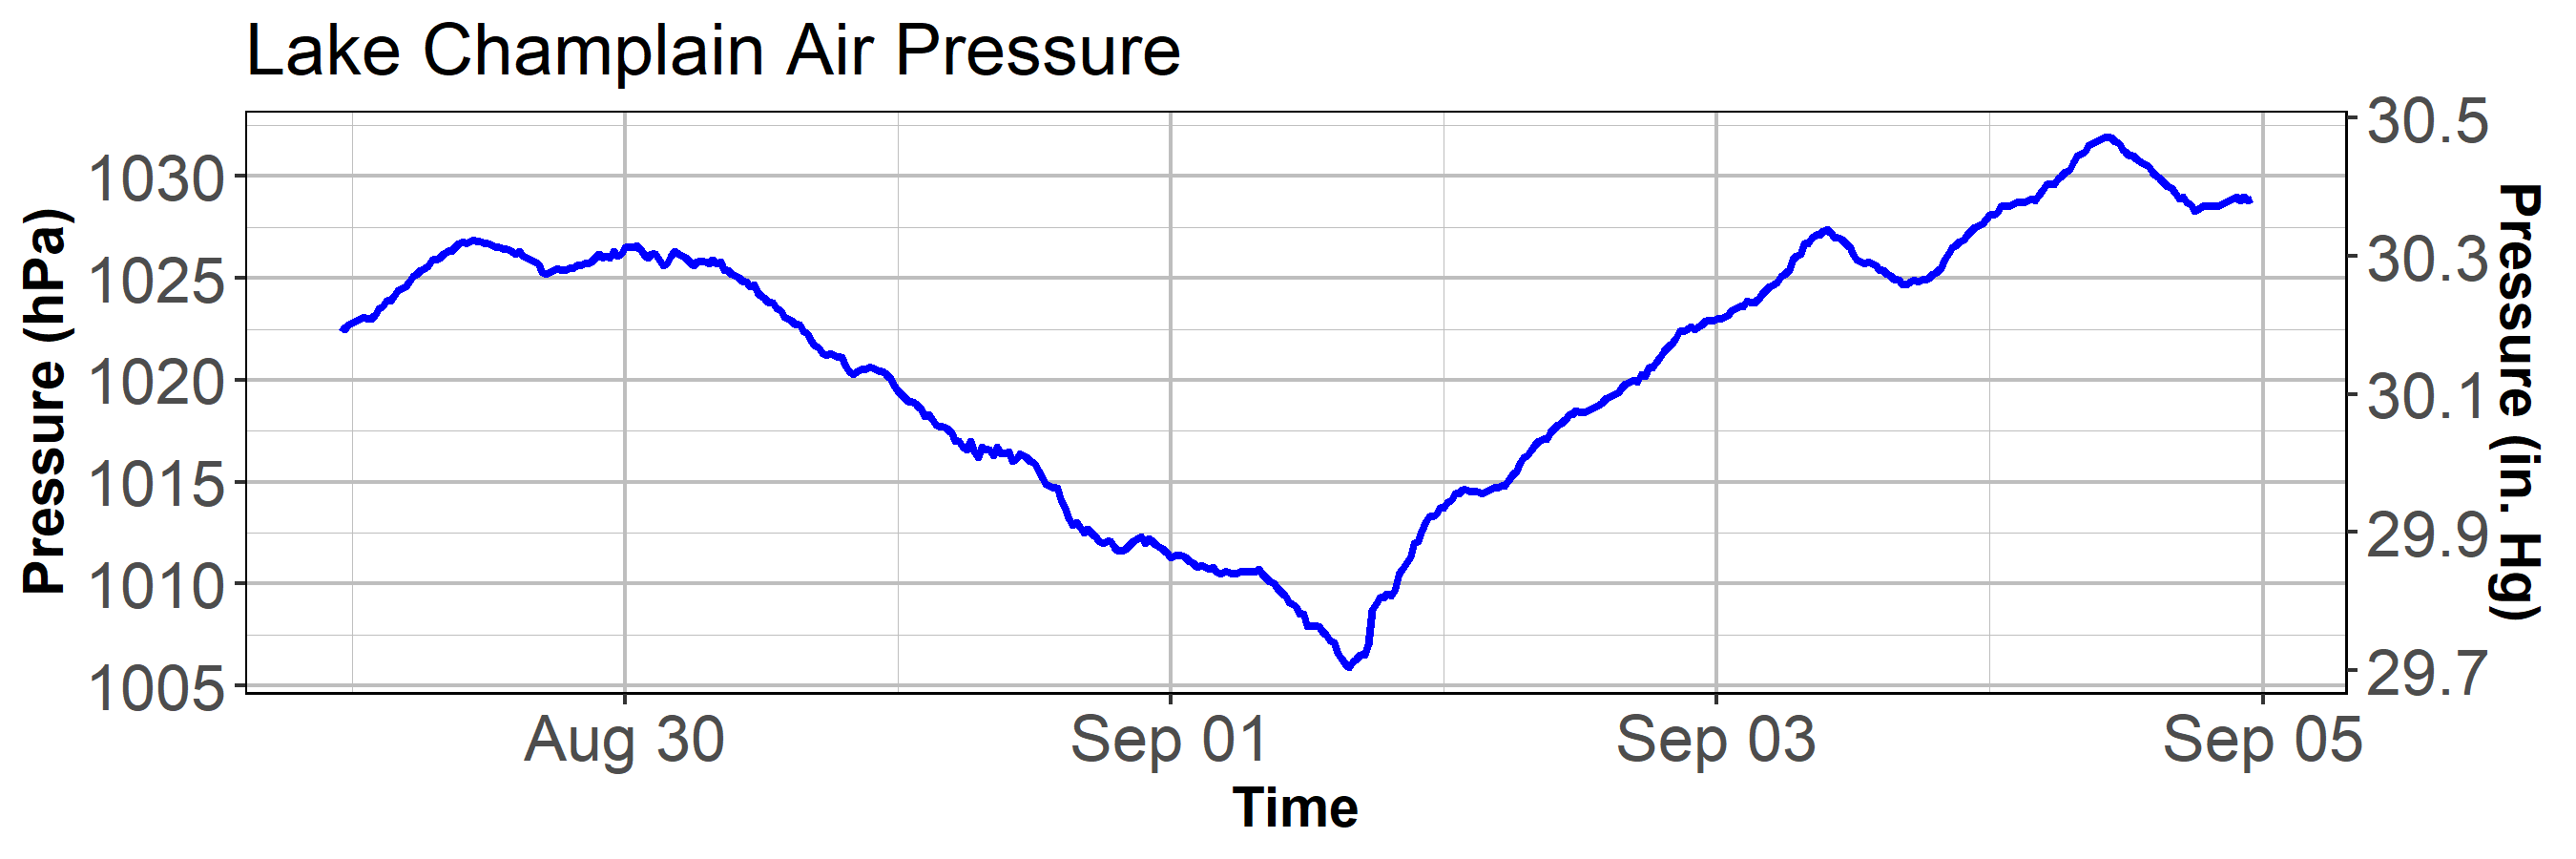 Lake Champlain Air Pressure
Pressure (hPa)
1030
1025
1020
1015
1010
1005
30.5
30.3
30.1
29.9
29.7
Pressure (in. Hg)
Aug 30
Sep 01
Sep 03
Sep 05
Time